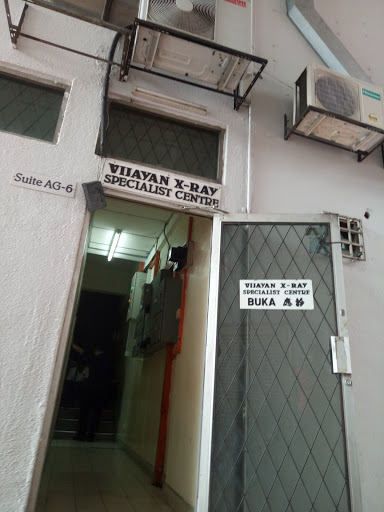 VIJAYAN X-RAY
SPECIALIST CENTRE
Suite AG-6
VIJAYAN X-RAY
SPECIALIST CENTRE
BUKA